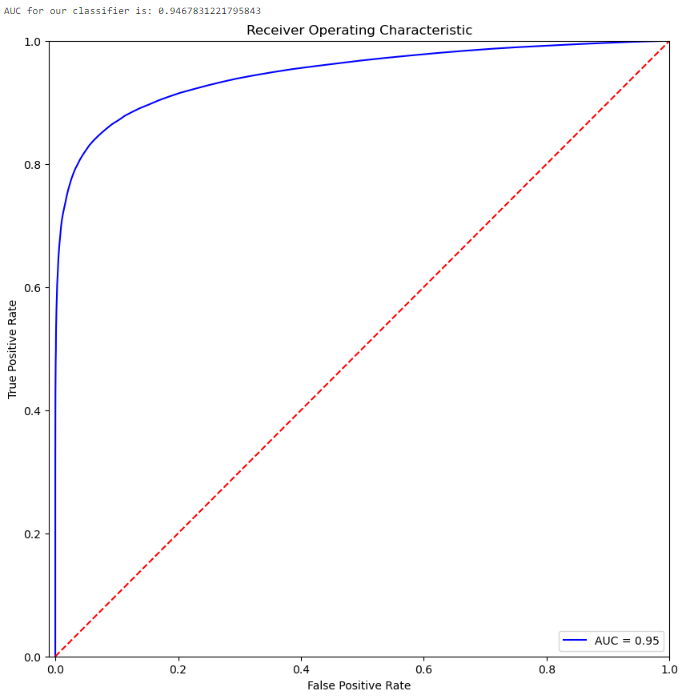 AUC for our classifier is: 0.9467831221795843
Receiver Operating Characteristic
1.0
0.8
0.6
0.4
0.2
0.0
True Positive Rate
AUC = 0.95
0.0 0.2 0.4 0.6 0.8 1.0
False Positive Rate